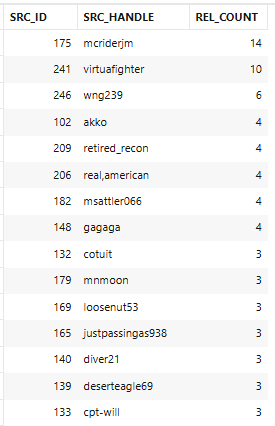 SRC_ID SRC_HANDLE REL_COUNT
175 mcriderjm 14
241 virtuafighter 10
246 wng239 6
102 akko 4
209 retired_recon 4
206 real,american 4
182 msattler066 4
148 gagaga 4
132 cotuit 3
179 mnmoon 3
169 loosenut53 3
165 justpassingas938 3
140 diver21 3
139 deserteagle69 3
133 cpt-will 3